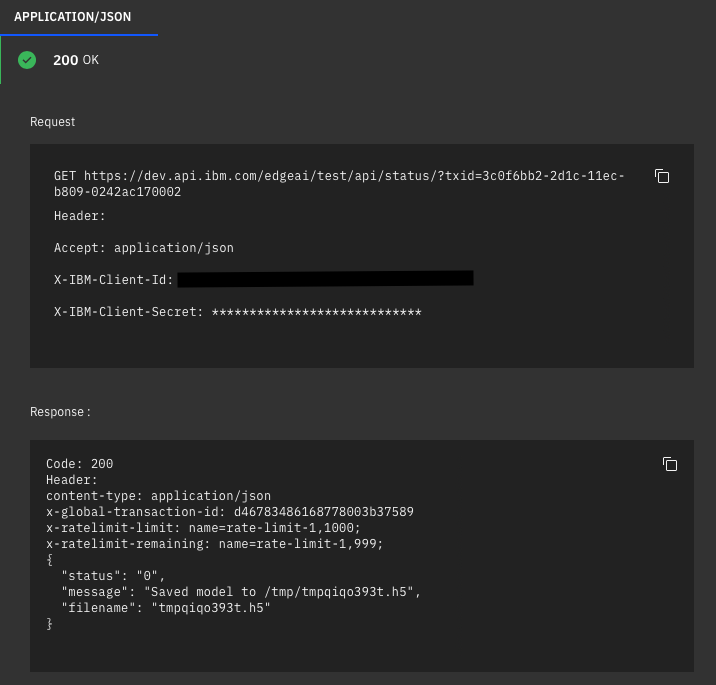 APPLICATION/JSON
200 OK
Request
GET https://dev.api.ibm.com/edgeai/test/api/status/?txid=3c0f6bb2-2d1c-11ec-
b809-0242ac170002
Header:
Accept: application/json
X-IBM-Client-Id:
X-IBM-Client-Secret: ****************************
Response :
Code: 200
Header:
content-type: application/json
x-global-transaction-id: d46783486168778003b37589
x-ratelimit-limit: name=rate-limit-1,1000;
x-ratelimit-remaining: name=rate-limit-1,999;
{
  "status": "0",
  "message": "Saved model to /tmp/tmpqiqo393t.h5",
  "filename": "tmpqiqo393t.h5"
}